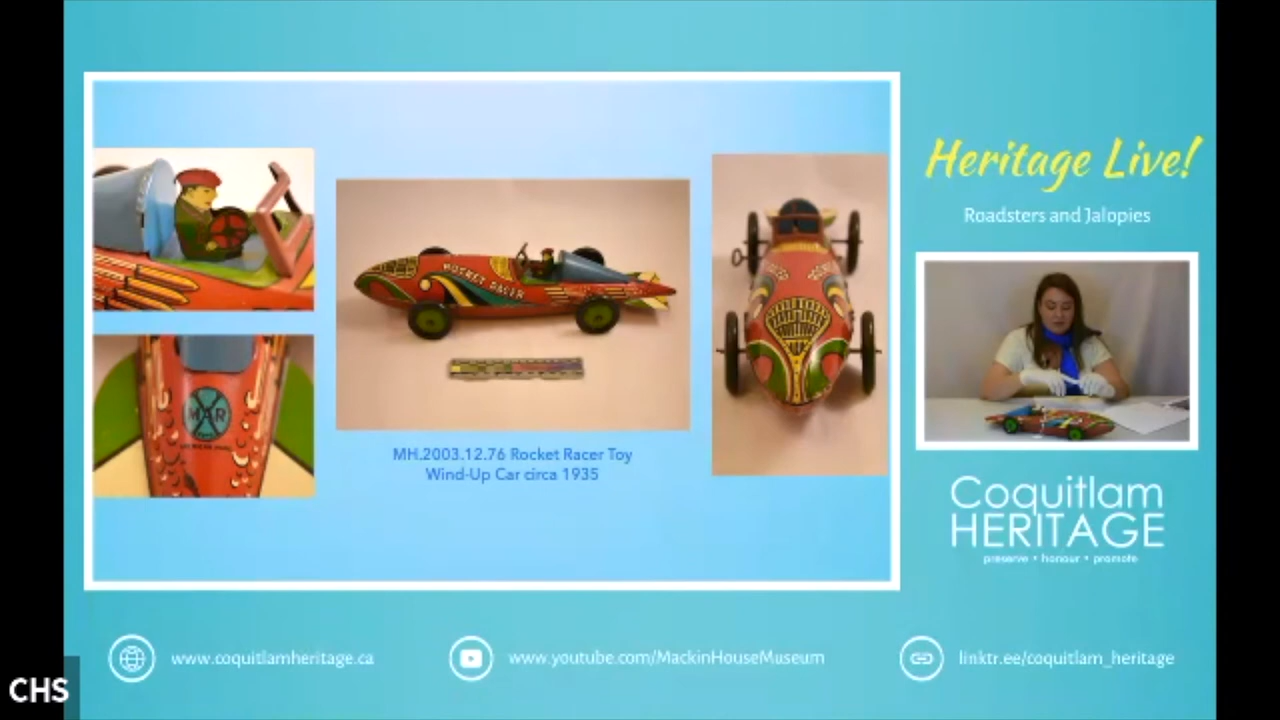 Heritage Live!
Roadsters and Jalopies
ROCKET RACER
MAR
MH.2003.12.76 Rocket Racer Toy
Wind-Up Car circa 1935
Coquitlam
HERITAGE
preserve • honour • promote
www.coquitlamheritage.ca
www.youtube.com/MackinHouseMuseum
linktr.ee/coquitlam_heritage
CHS